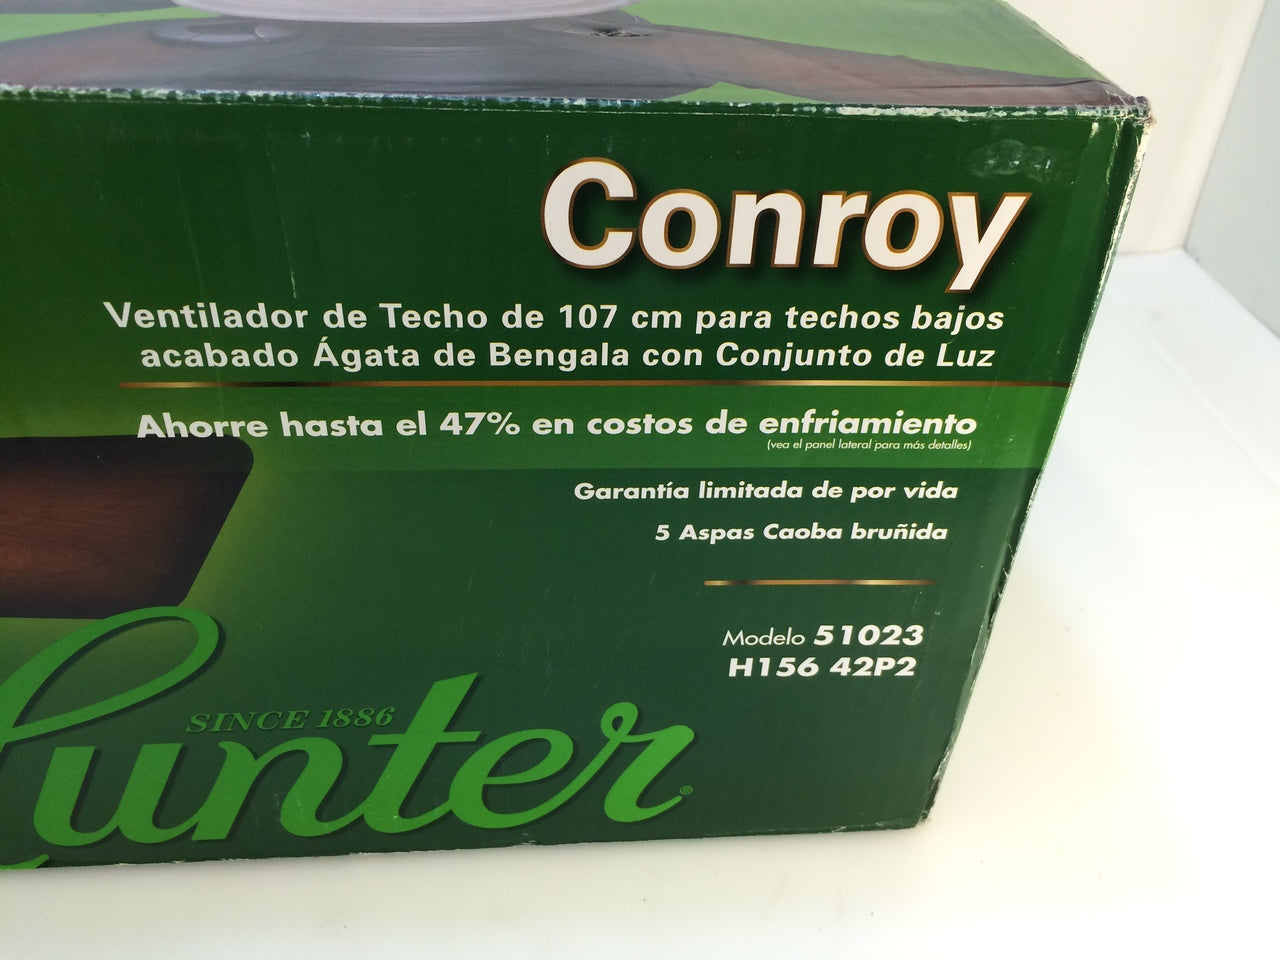 Conroy
Ventilador de Techo de 107 cm para techos bajos
acabado Ágata de Bengala con Conjunto de Luz
Ahorre hasta el 47% en costos de enfriamiento
(vea el panel lateral para más detalles)
Garantía limitada de por vida
5 Aspas Caoba bruñida
Modelo 51023
H156 42P2
SINCE 1886
Hunter®